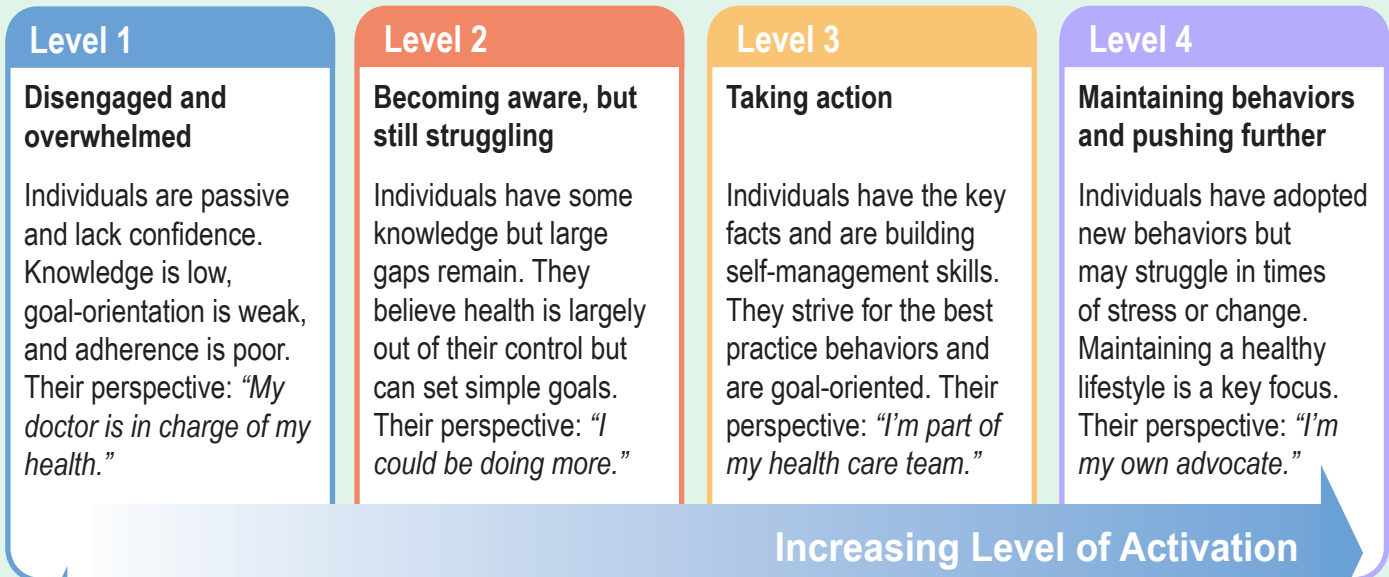 Level 1
Disengaged and
overwhelmed
Individuals are passive
and lack confidence.
Knowledge is low,
goal-orientation is weak,
and adherence is poor.
Their perspective: “My
doctor is in charge of my
health.”
Level 2
Becoming aware, but
still struggling
Individuals have some
knowledge but large
gaps remain. They
believe health is largely
out of their control but
can set simple goals.
Their perspective: “I
could be doing more.”
Level 3
Taking action
Individuals have the key
facts and are building
self-management skills.
They strive for the best
practice behaviors and
are goal-oriented. Their
perspective: “I’m part of
my health care team.”
Level 4
Maintaining behaviors
and pushing further
Individuals have adopted
new behaviors but
may struggle in times
of stress or change.
Maintaining a healthy
lifestyle is a key focus.
Their perspective: “I’m
my own advocate.”
Increasing Level of Activation